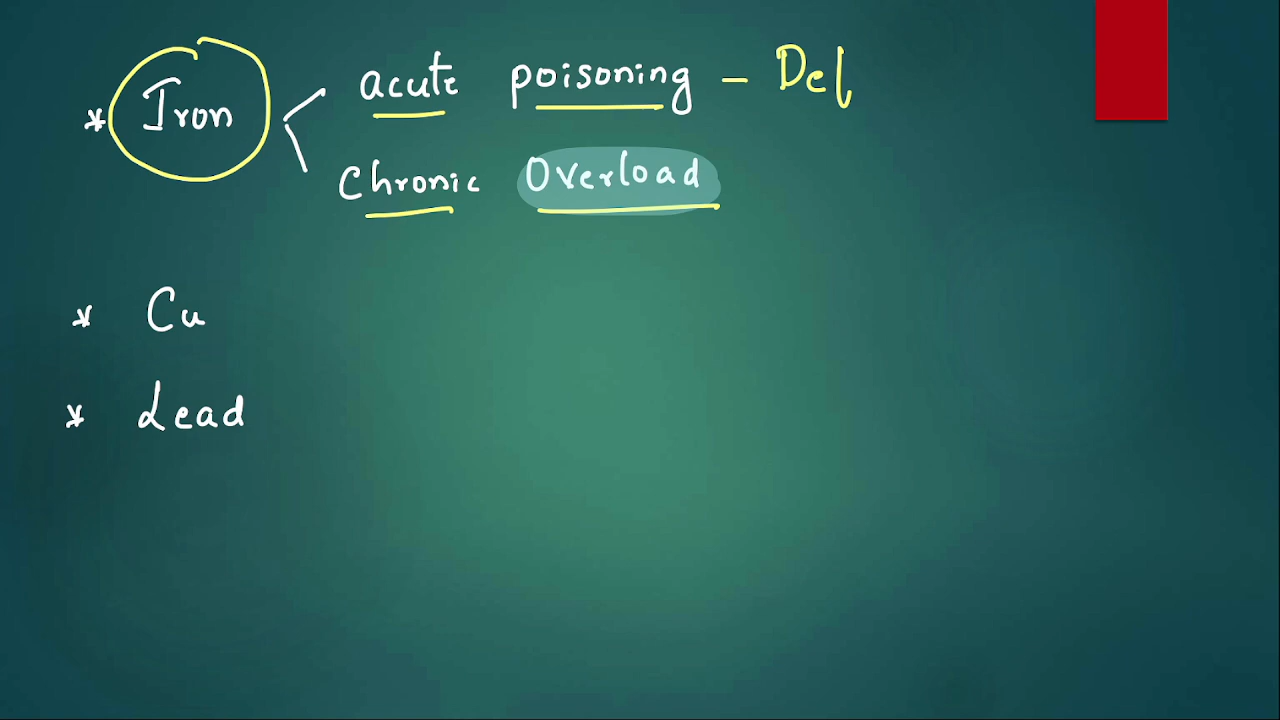 * Iron acute poisoning - Def
chronic Overload
* Cu
* Lead